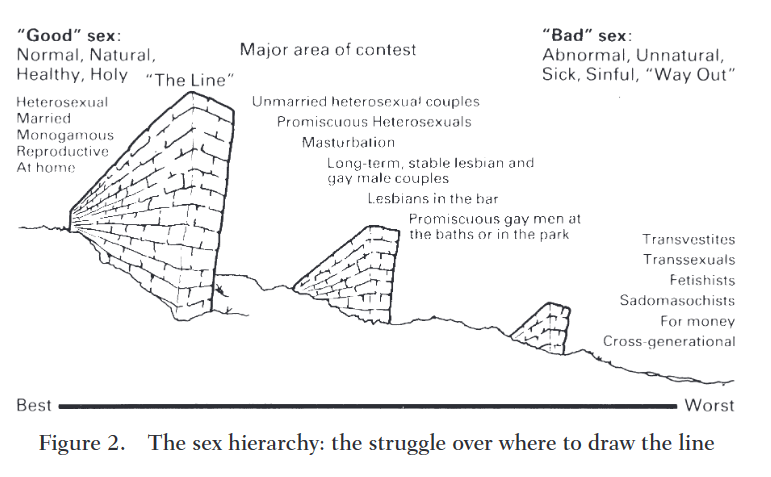 "Good" sex:
Normal, Natural,
Healthy, Holy
"The Line"
Heterosexual
Married
Monogamous
Reproductive
At home
Major area of contest
Unmarried heterosexual couples
Promiscuous Heterosexuals
Masturbation
Long-term, stable lesbian and
gay male couples
Lesbians in the bar
Promiscuous gay men at
the baths or in the park
"Bad" sex:
Abnormal, Unnatural,
Sick, Sinful, "Way Out"
Transvestites
Transsexuals
Fetishists
Sadomasochists
For money
Cross-generational
Best
Worst
Figure 2. The sex hierarchy: the struggle over where to draw the line